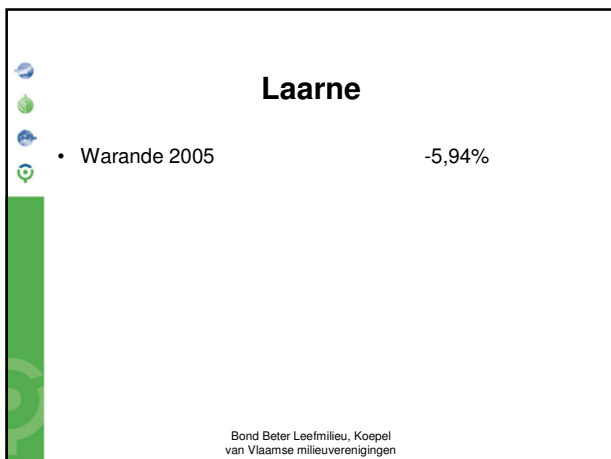 Laarne
• Warande 2005 -5,94%
Bond Beter Leefmilieu, Koepel
van Vlaamse milieuverenigingen